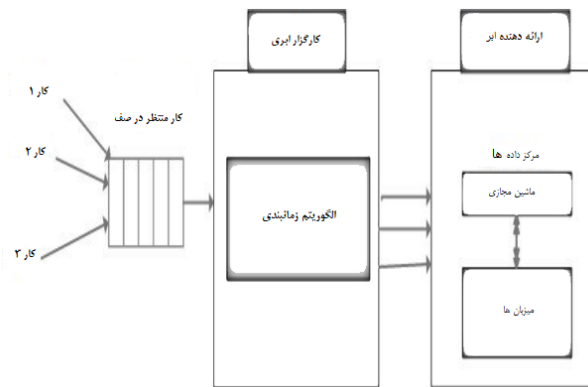 کارگزار ابری
ارائه دهنده ابر
کار ۱
کار منتظر در صف
کار ۲
کار ۳
الگوریتم زمانبندی
مرکز داده ها
ماشین مجازی
میزبان ها